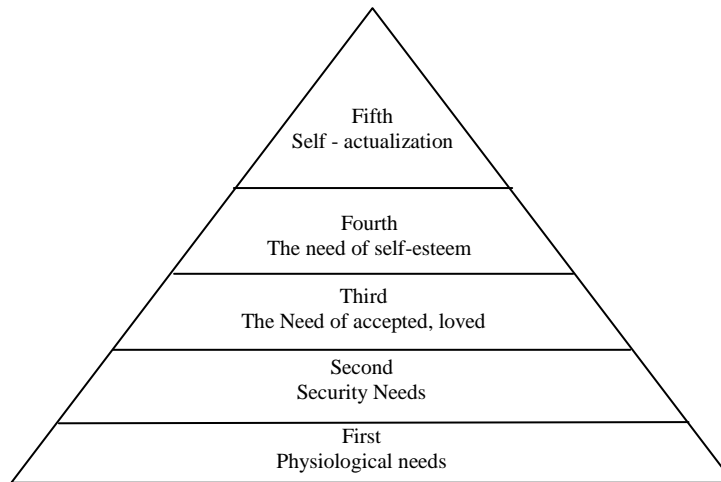 Fifth
Self - actualization
Fourth
The need of self-esteem
Third
The Need of accepted, loved
Second
Security Needs
First
Physiological needs